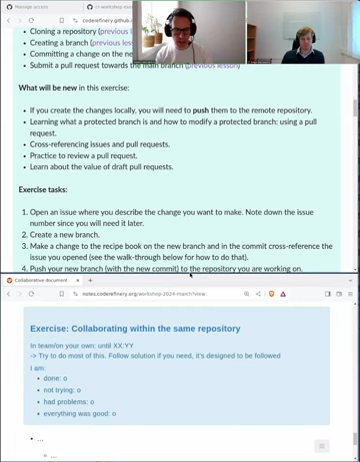 Manage access
coderefinery.github.
Cloning a repository (previous l
Creating a branch (previous les
Committing a change on the ne
Submit a pull request towards the main branch (previous lesson)
What will be new in this exercise:
If you create the changes locally, you will need to push them to the remote repository.
Learning what a protected branch is and how to modify a protected branch: using a pull
request.
Cross-referencing issues and pull requests.
Practice to review a pull request.
Learn about the value of draft pull requests.
Exercise tasks:
1. Open an issue where you describe the change you want to make. Note down the issue
number since you will need it later.
2. Create a new branch.
3. Make a change to the recipe book on the new branch and in the commit cross-reference the
issue you opened (see the walk-through below for how to do that).
4. Push your new branch (with the new commit) to the repository you are working on.
Collaborative document
notes.coderefinery.org/workshop-2024-march?view
Exercise: Collaborating within the same repository
In team/on your own: until XX:YY
-> Try to do most of this. Follow solution if you need, it's designed to be followed
I am:
done: o
not trying: o
had problems: o
everything was good: o
...
...